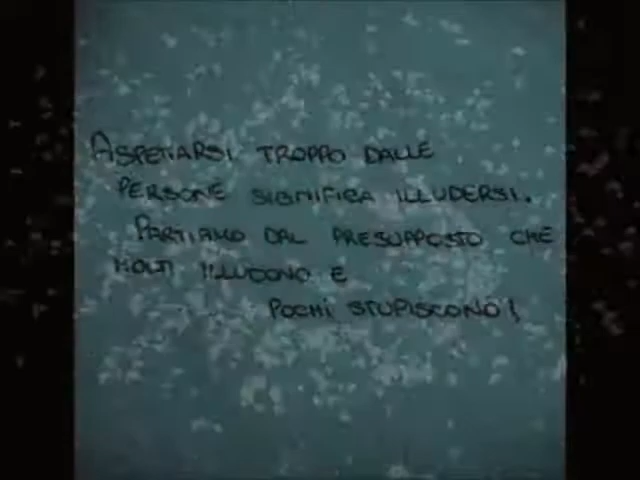 ASPETTARSI TROPPO DALLE
PERSONE SIGNIFICA ILLUDERSI.
PARTIAMO DAL PRESUPPOSTO CHE
MOLTI ILLUDONO E
POCHI STUPISCONO!